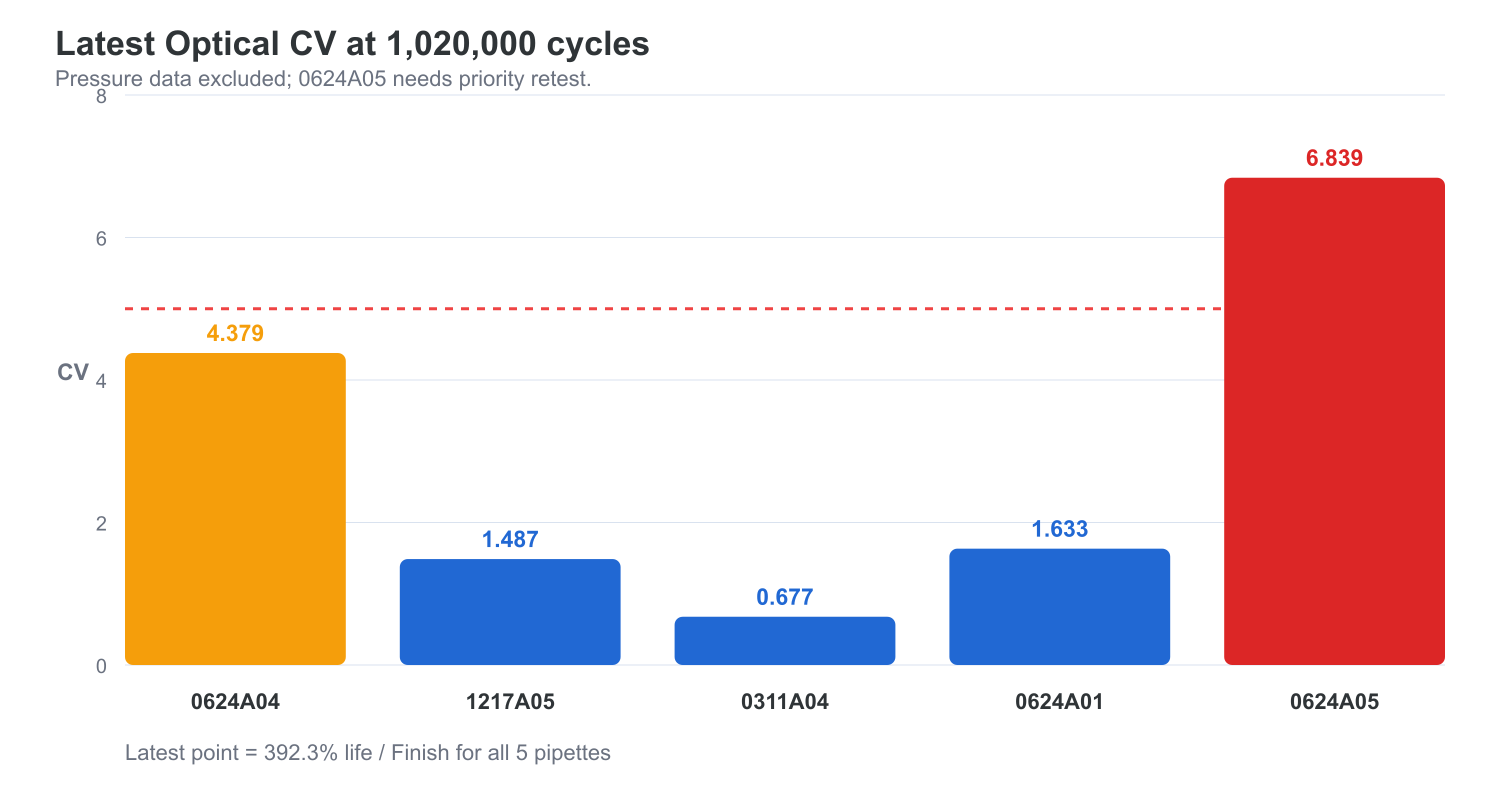 Latest Optical CV at 1,020,000 cycles
Pressure data excluded; 0624A05 needs priority retest.
8
6.839
6
4.379
CV
4
2
1.487
0.677
1.633
0
0624A04 1217A05 0311A04 0624A01 0624A05
Latest point = 392.3% life / Finish for all 5 pipettes